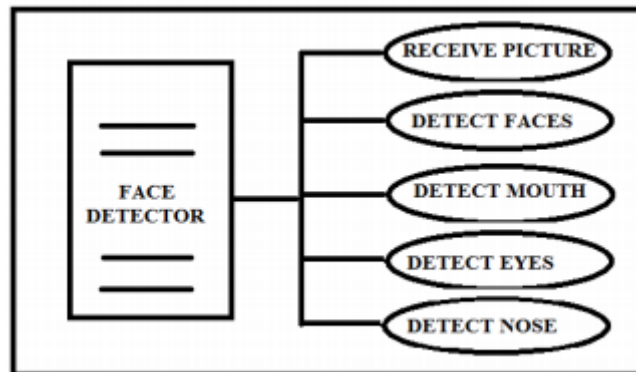 FACE
DETECTOR
RECEIVE PICTURE
DETECT FACES
DETECT MOUTH
DETECT EYES
DETECT NOSE